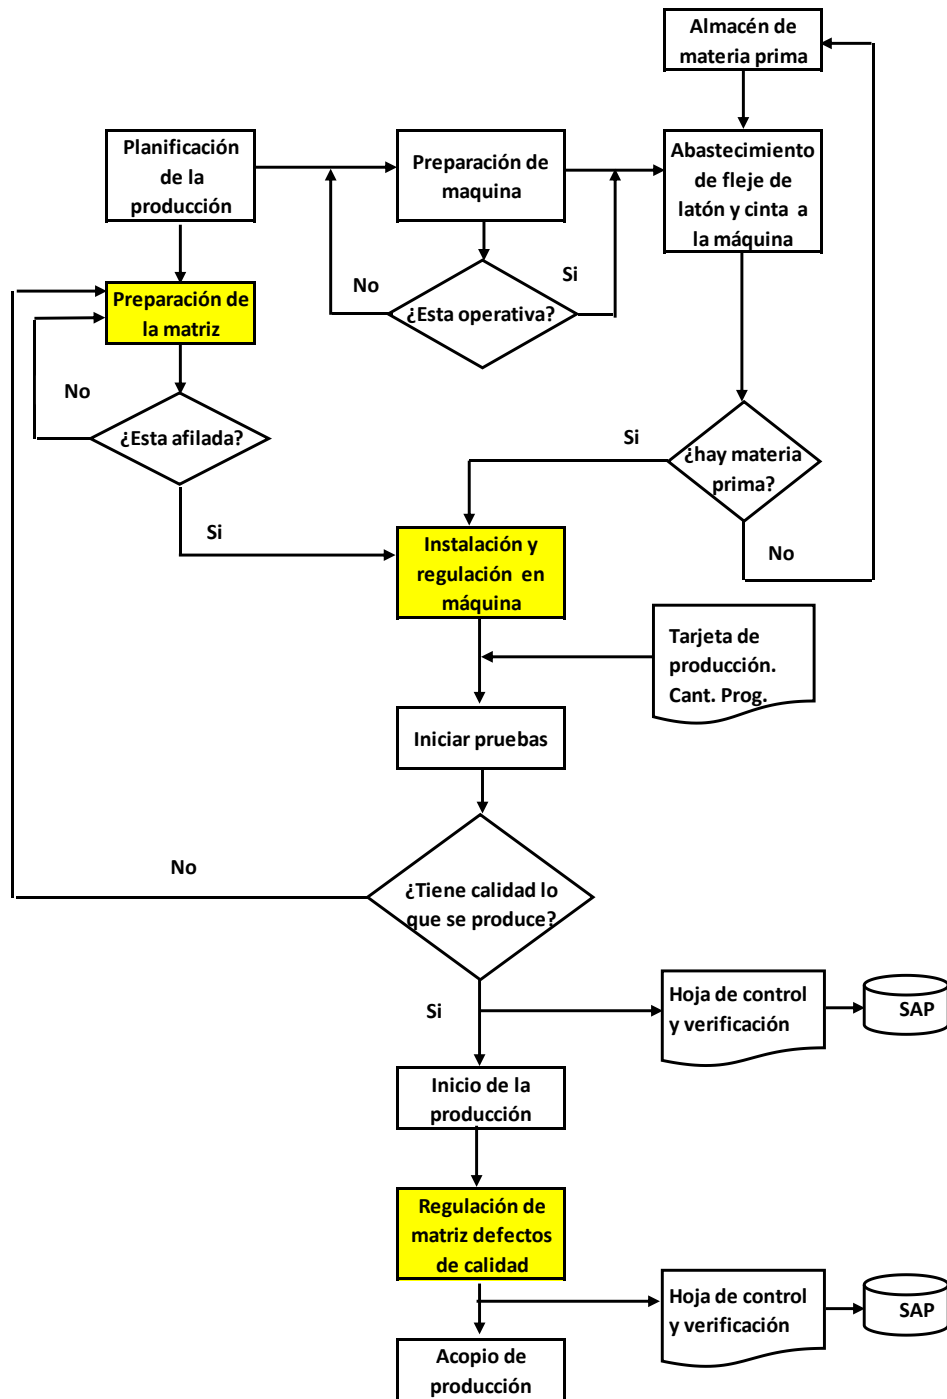 Almacén de
materia prima
Planificación
de la
producción
Preparación de
maquina
Abastecimiento
de fleje de
latón y cinta a
la máquina
No
Si
¿Esta operativa?
Preparación de
la matriz
No
¿Esta afilada?
Si
¿hay materia
prima?
Si
No
Instalación y
regulación en
máquina
Tarjeta de
producción.
Cant. Prog.
Iniciar pruebas
No
¿Tiene calidad lo
que se produce?
Si
Hoja de control
y verificación
SAP
Inicio de la
producción
Regulación de
matriz defectos
de calidad
Hoja de control
y verificación
SAP
Acopio de
producción